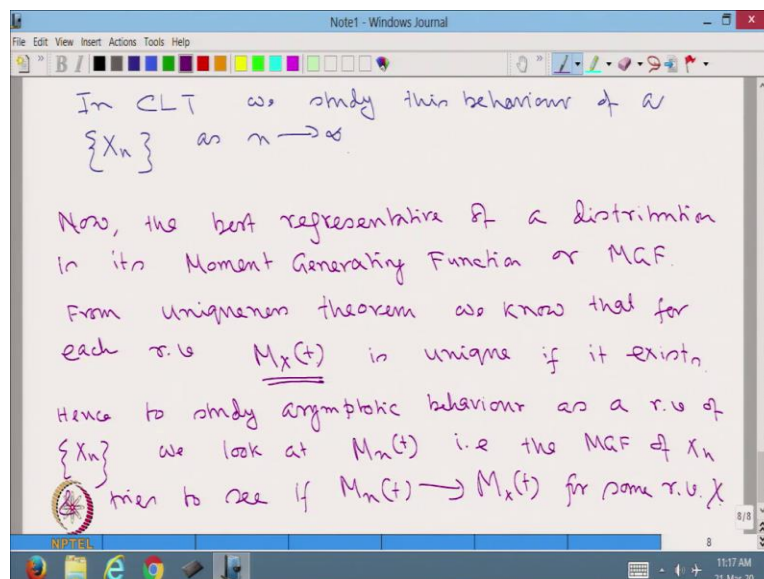 Note1 - Windows Journal
File Edit View Insert Actions Tools Help
B I
In CLT we study this behaviour of a
{Xn} as n → ∞
Now, the best representative of a distribution
is its Moment Generating Function or MGF.
From uniqueness theorem we know that for
each r.v Mx(t) is unique if it exists
Hence to study asymptotic behaviour as a r.v of
{Xn} we look at Mn(t) i.e the MGF of Xn
& tries to see if Mn(t) → Mx(t) for some r.v. X
8/8
NPTEL
8
11:17 AM